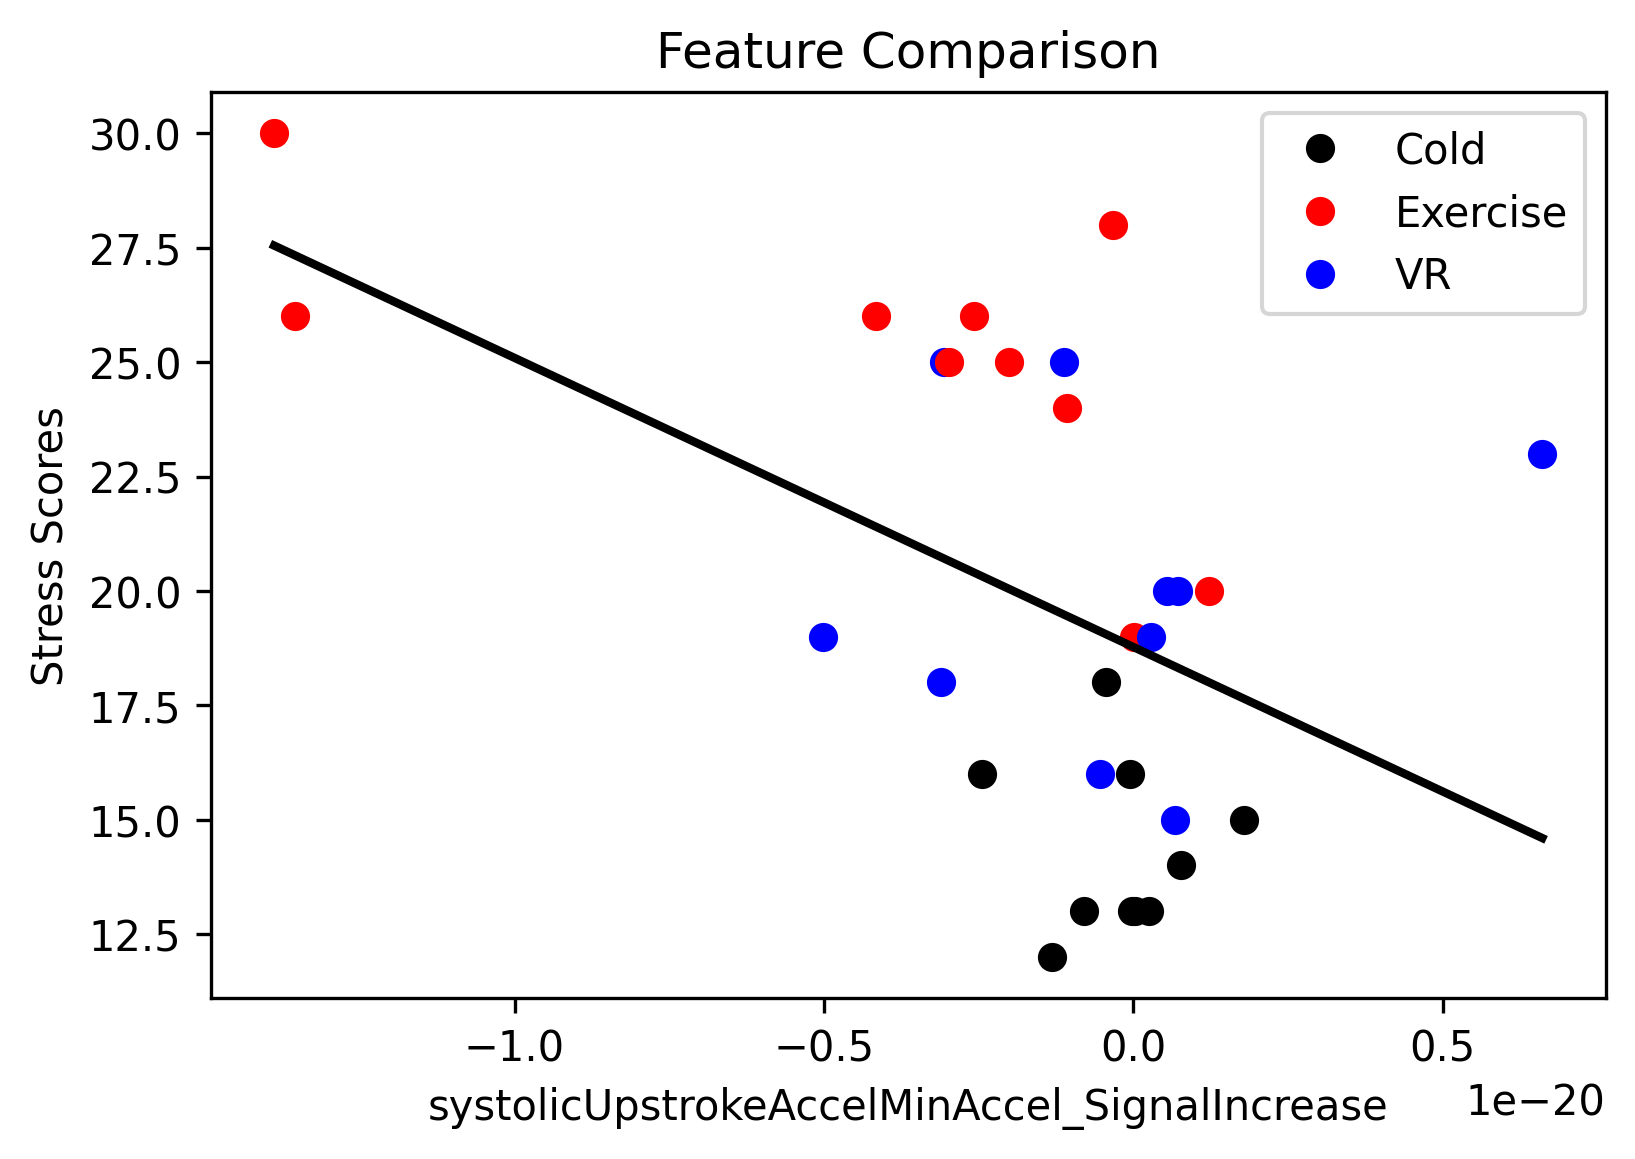 Feature Comparison
30.0
27.5
25.0
22.5
20.0
17.5
15.0
12.5
Stress Scores
Cold
Exercise
VR
−1.0
−0.5
0.0
0.5
systolicUpstrokeAccelMinAccel_SignalIncrease
1e−20